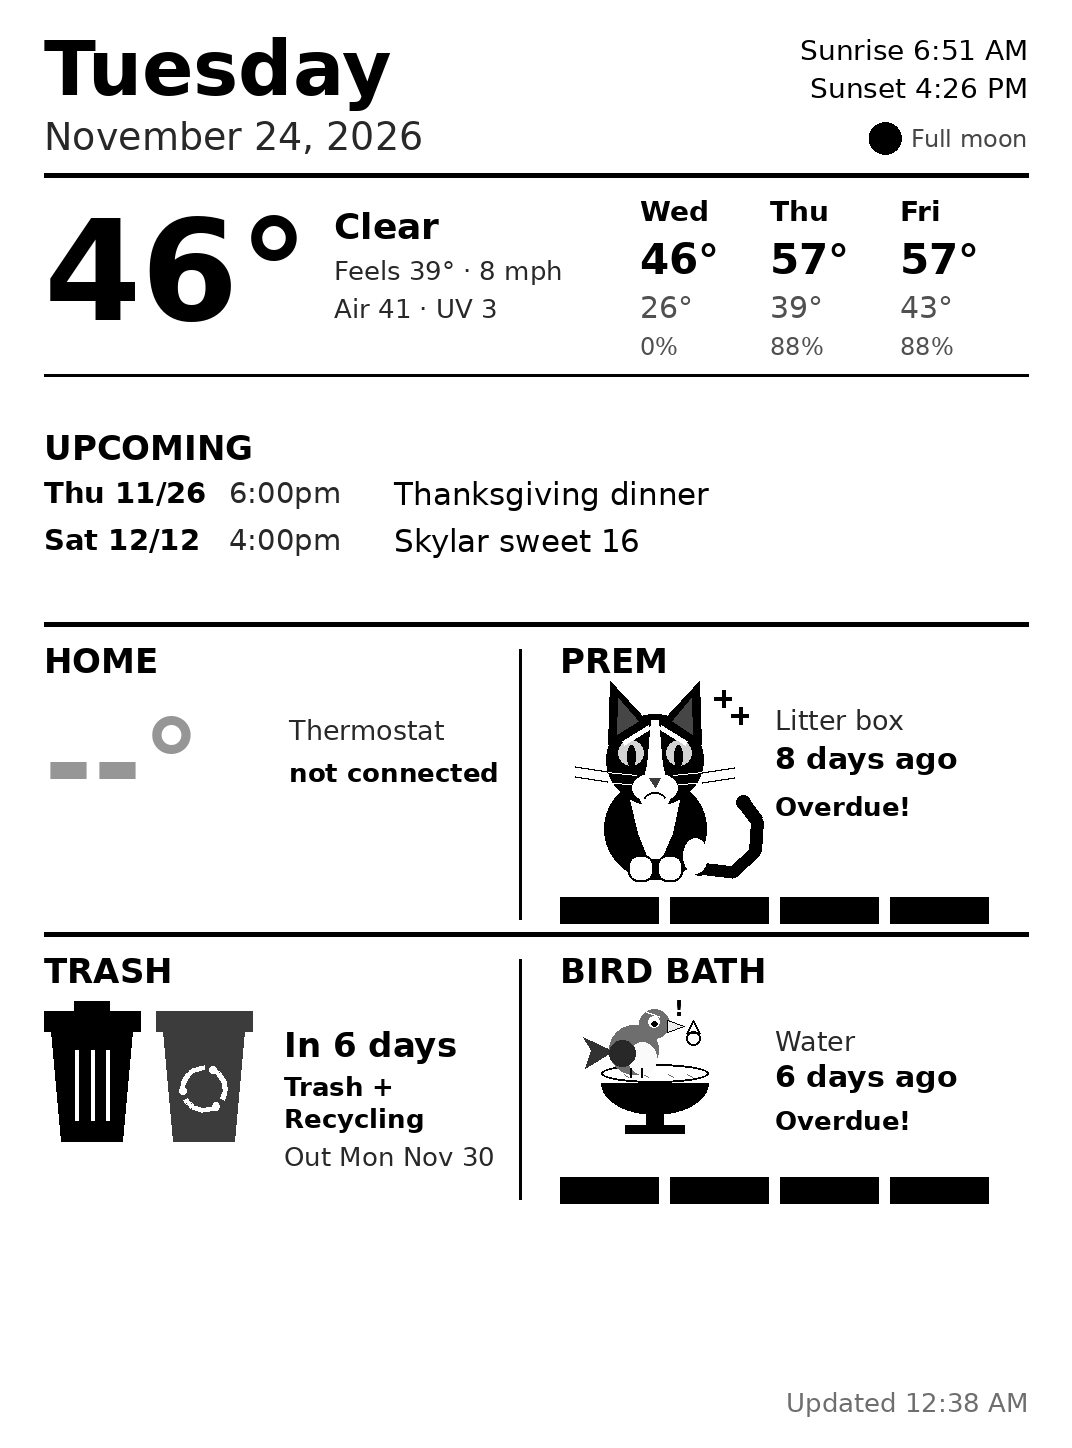 Tuesday
November 24, 2026
Sunrise 6:51 AM
Sunset 4:26 PM
Full moon
46°
Clear
Feels 39° · 8 mph
Air 41 · UV 3
Wed Thu Fri
46° 57° 57°
26° 39° 43°
0% 88% 88%
UPCOMING
Thu 11/26 6:00pm Thanksgiving dinner
Sat 12/12 4:00pm Skylar sweet 16
HOME
--°
Thermostat
not connected
PREM
++
Litter box
8 days ago
Overdue!
TRASH
In 6 days
Trash +
Recycling
Out Mon Nov 30
BIRD BATH
!
Water
6 days ago
Overdue!
Updated 12:38 AM